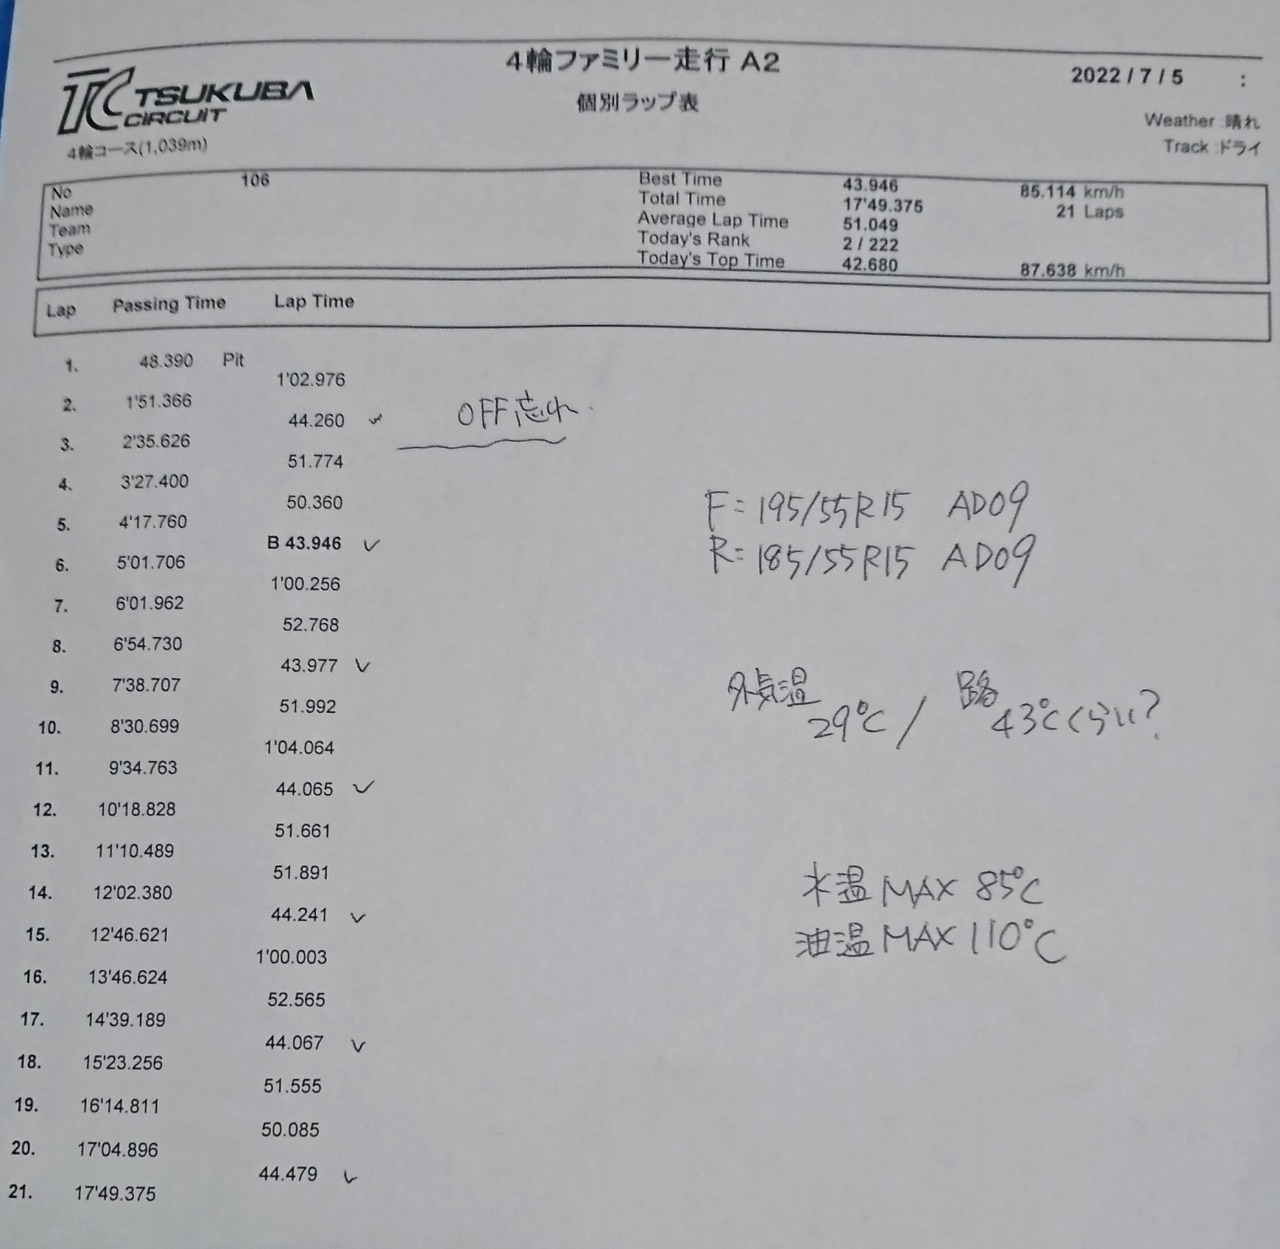 4輪ファミリー走行 A2
2022 / 7 / 5 :
TC TSUKUBA CIRCUIT
個別ラップ表
Weather :晴れ
4輪コース(1,039m)
Track :ドライ
No 106 Best Time 43.946 85.114 km/h
Name Total Time 17'49.375 21 Laps
Team Average Lap Time 51.049
Type Today's Rank 2 / 222
Today's Top Time 42.680 87.638 km/h
Lap Passing Time Lap Time
1. 48.390 Pit
1'02.976
2. 1'51.366
44.260 ✓ OFF忘れ.
3. 2'35.626
51.774
4. 3'27.400
50.360
5. 4'17.760
B 43.946 ✓
6. 5'01.706
1'00.256
7. 6'01.962
52.768
8. 6'54.730
43.977 ✓
9. 7'38.707
51.992
10. 8'30.699
1'04.064
11. 9'34.763
44.065 ✓
12. 10'18.828
51.661
13. 11'10.489
51.891
14. 12'02.380
44.241 ✓
15. 12'46.621
1'00.003
16. 13'46.624
52.565
17. 14'39.189
44.067 ✓
18. 15'23.256
51.555
19. 16'14.811
50.085
20. 17'04.896
44.479 ✓
21. 17'49.375
F=195/55R15 AD09
R=185/55R15 AD09
外気温 29℃ / 路 43℃くらい?
水温MAX 85℃
油温MAX 110℃